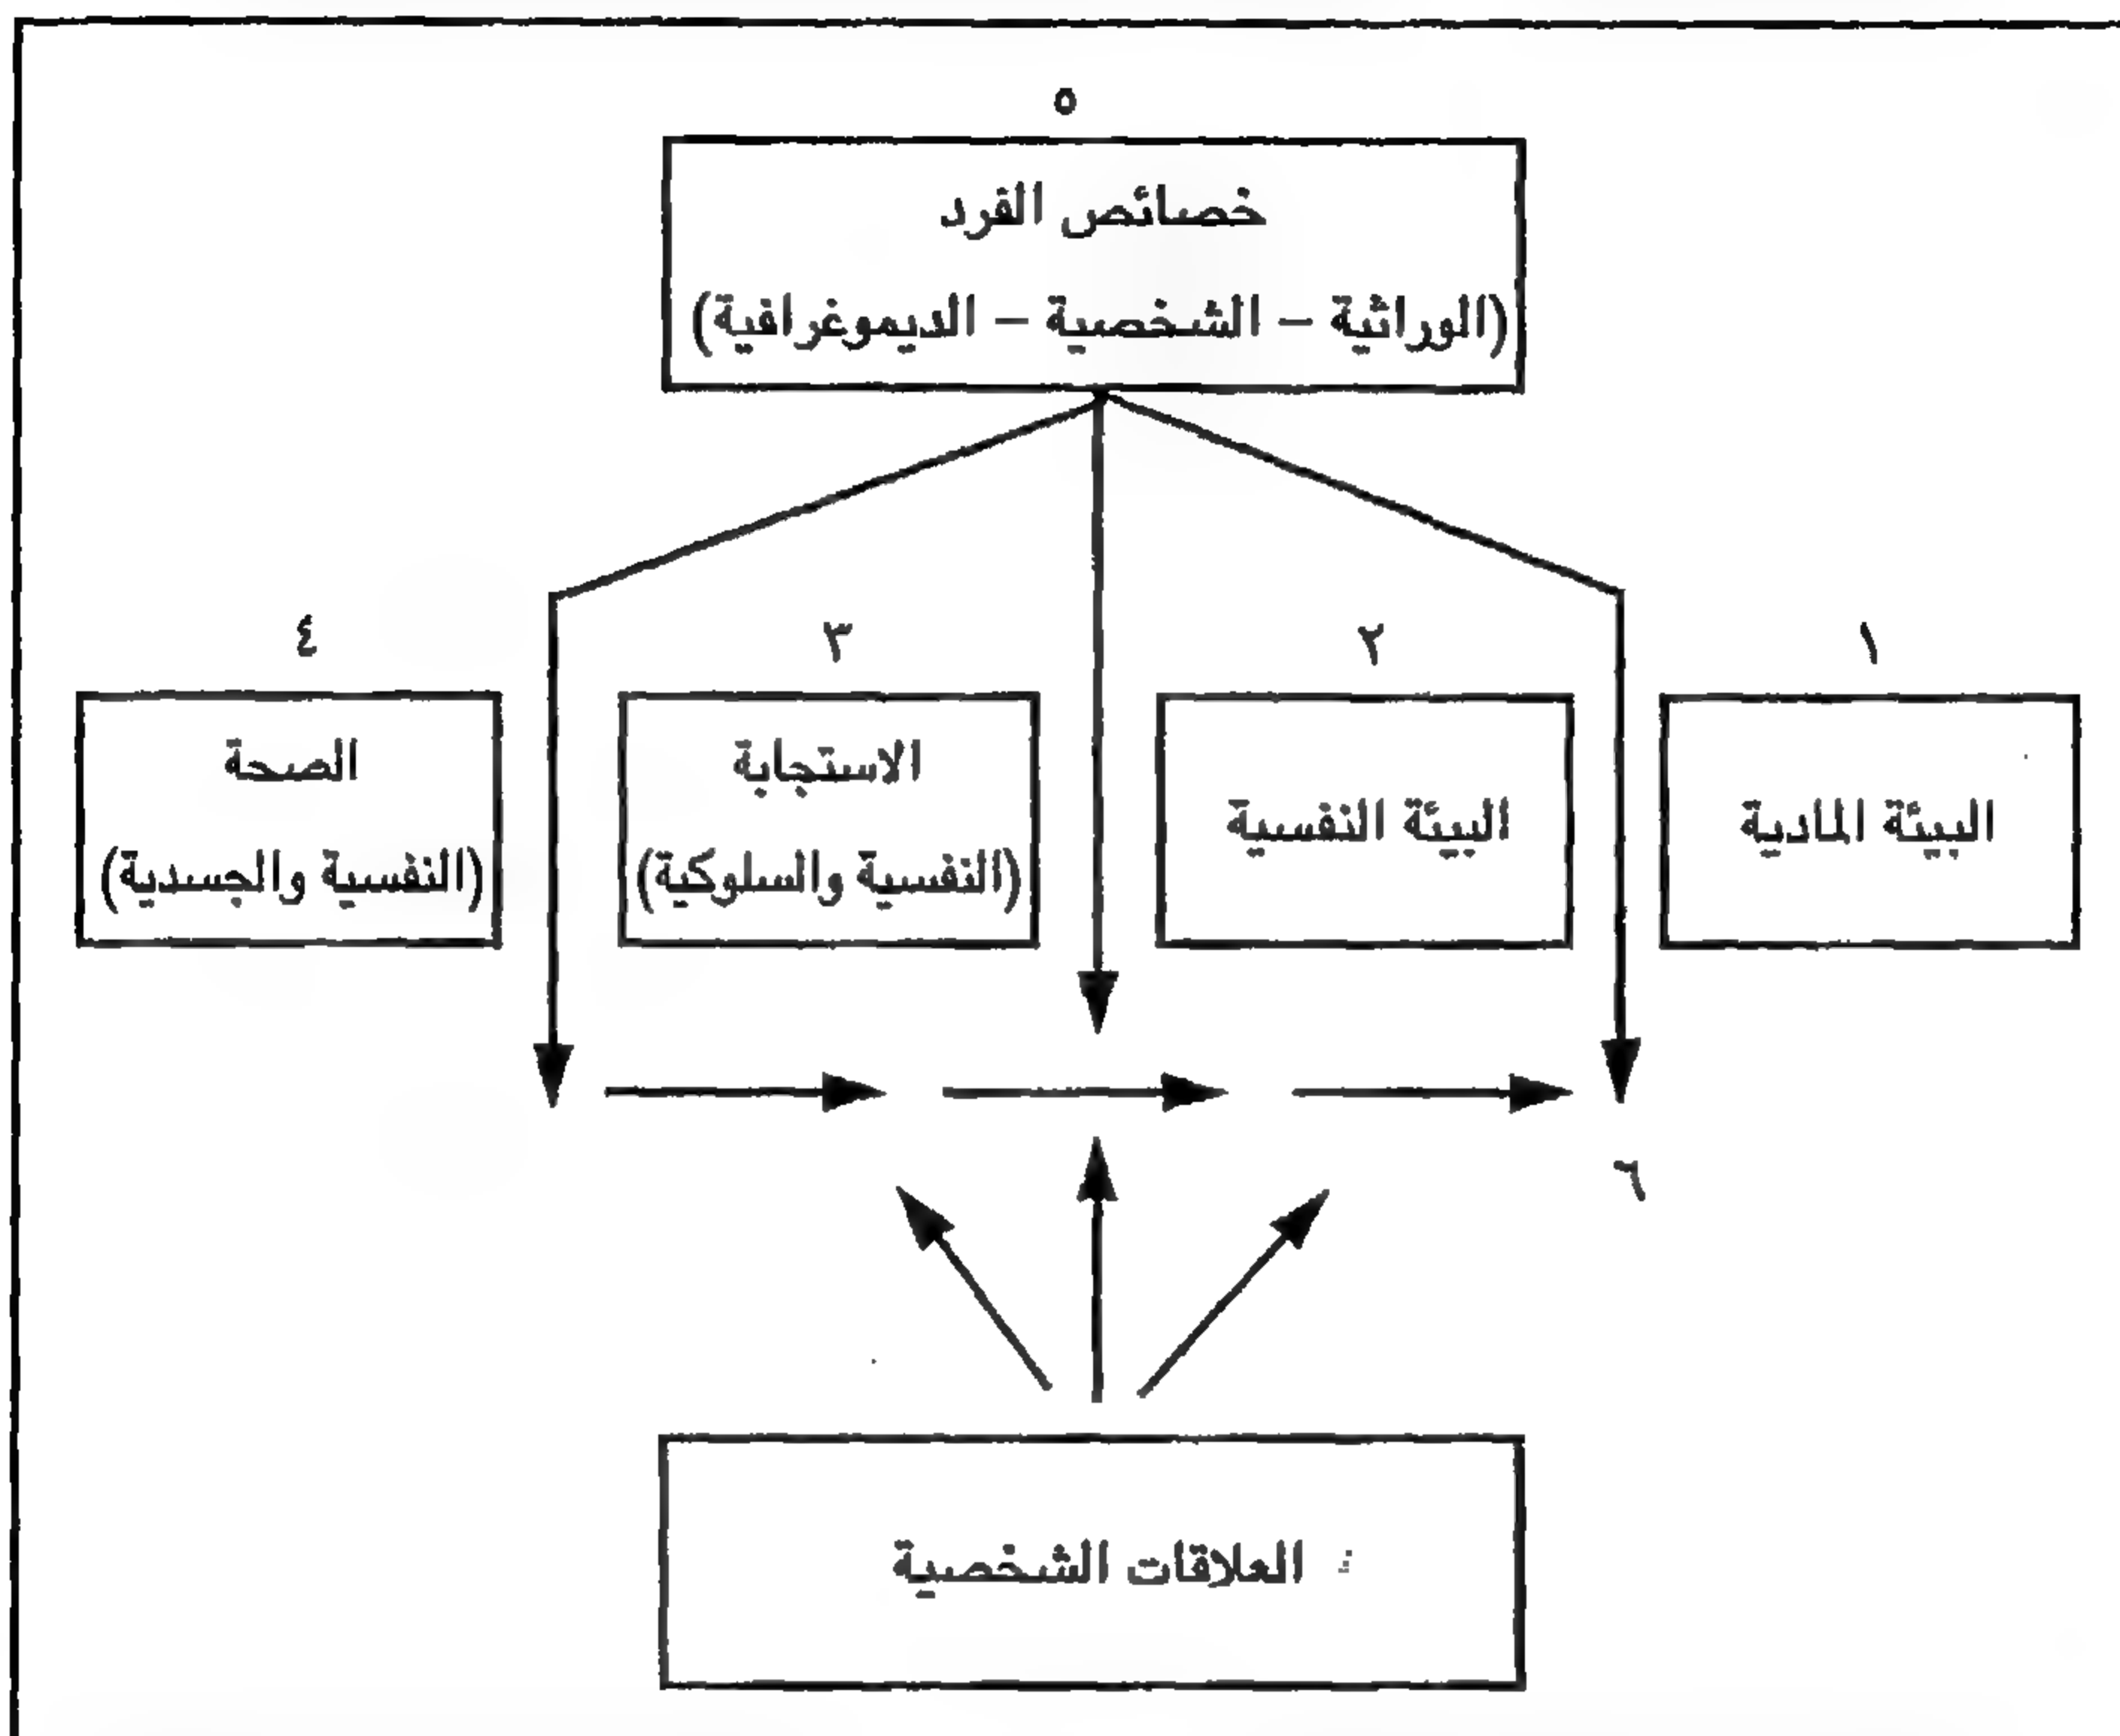 ٥
خصائص الفرد
(الوراثية – الشخصية – الديموغرافية)
١
٢
٣
٤
البيئة المادية
البيئة النفسية
الاستجابة
(النفسية والسلوكية)
الصحة
(النفسية والجسدية)
٦
العلاقات الشخصية